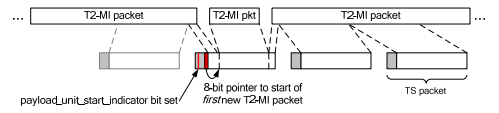 ... T2-MI packet T2-MI pkt T2-MI packet ...
8-bit pointer to start of
first new T2-MI packet
payload_unit_start_indicator bit set
TS packet